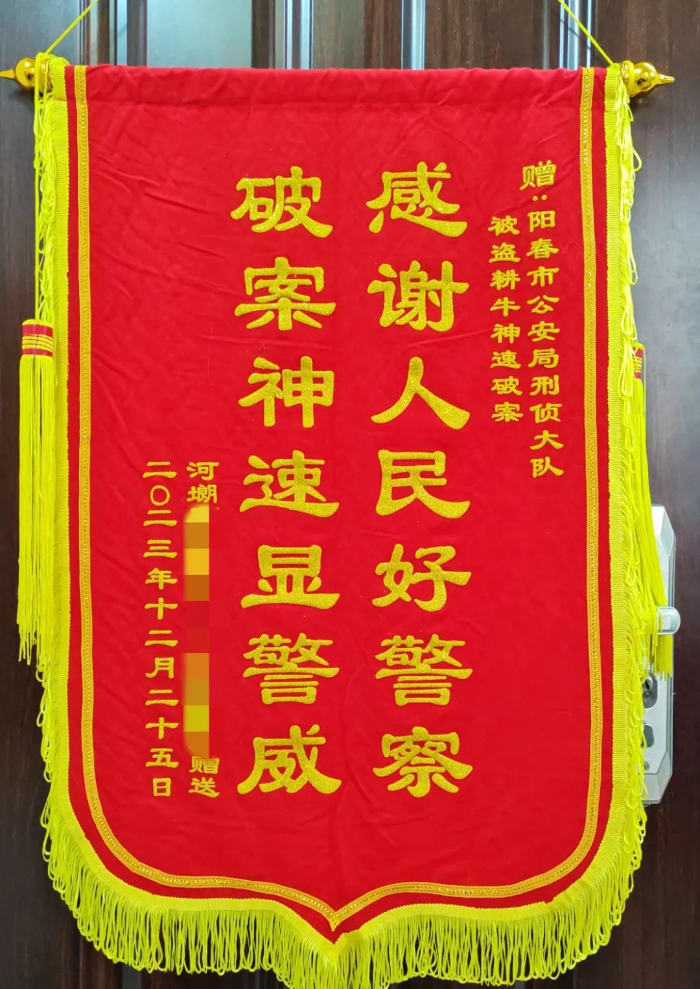 赠:阳春市公安局刑侦大队
被盗耕牛神速破案
感谢人民好警察
破案神速显警威
河塱
赠送
二〇二三年十二月二十五日